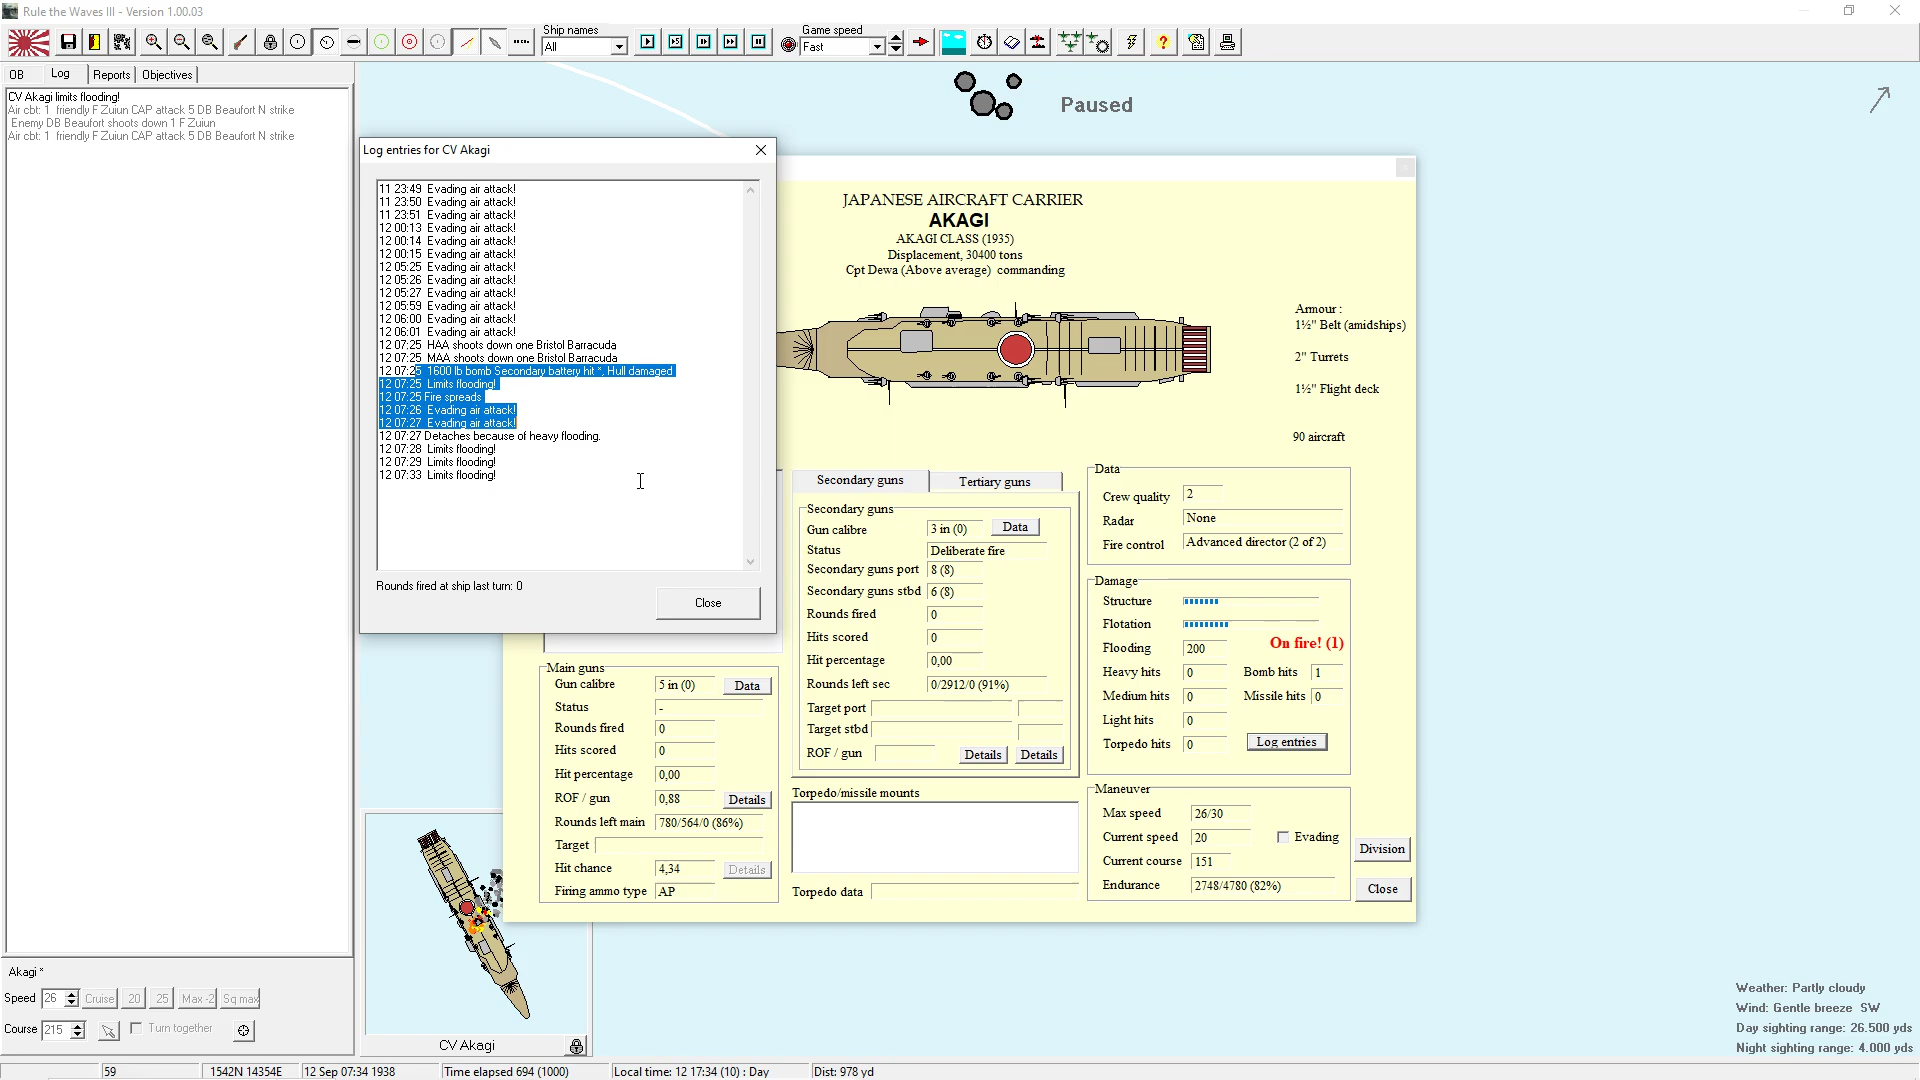 Rule the Waves III - Version 1.00.03
Ship names
All
Game speed
Fast
OB
Log
Reports
Objectives
CV Akagi limits flooding!
Air cbt: 1 friendly F Zuiun CAP attack 5 DB Beaufort N strike
Enemy DB Beaufort shoots down 1 F Zuiun
Air cbt: 1 friendly F Zuiun CAP attack 5 DB Beaufort N strike
Paused
Log entries for CV Akagi
11 23:49 Evading air attack!
11 23:50 Evading air attack!
11 23:51 Evading air attack!
12 00:13 Evading air attack!
12 00:14 Evading air attack!
12 00:15 Evading air attack!
12 05:25 Evading air attack!
12 05:26 Evading air attack!
12 05:27 Evading air attack!
12 05:59 Evading air attack!
12 06:00 Evading air attack!
12 06:01 Evading air attack!
12 07:25 HAA shoots down one Bristol Barracuda
12 07:25 MAA shoots down one Bristol Barracuda
12 07:25 1600 lb bomb Secondary battery hit *, Hull damaged
12 07:25 Limits flooding!
12 07:25 Fire spreads
12 07:26 Evading air attack!
12 07:27 Evading air attack!
12 07:27 Detaches because of heavy flooding.
12 07:28 Limits flooding!
12 07:29 Limits flooding!
12 07:33 Limits flooding!
Rounds fired at ship last turn: 0
Close
JAPANESE AIRCRAFT CARRIER
AKAGI
AKAGI CLASS (1935)
Displacement, 30400 tons
Cpt Dewa (Above average) commanding
Armour :
1½" Belt (amidships)
2" Turrets
1½" Flight deck
90 aircraft
Main guns
Gun calibre 5 in (0) Data
Status -
Rounds fired 0
Hits scored 0
Hit percentage 0,00
ROF / gun 0,88 Details
Rounds left main 780/564/0 (86%)
Target
Hit chance 4,34 Details
Firing ammo type AP
Secondary guns
Tertiary guns
Secondary guns
Gun calibre 3 in (0) Data
Status Deliberate fire
Secondary guns port 8 (8)
Secondary guns stbd 6 (8)
Rounds fired 0
Hits scored 0
Hit percentage 0,00
Rounds left sec 0/2912/0 (91%)
Target port
Target stbd
ROF / gun Details Details
Torpedo/missile mounts
Torpedo data
Data
Crew quality 2
Radar None
Fire control Advanced director (2 of 2)
Damage
Structure
Flotation
Flooding 200 On fire! (1)
Heavy hits 0 Bomb hits 1
Medium hits 0 Missile hits 0
Light hits 0
Torpedo hits 0 Log entries
Maneuver
Max speed 26/30
Current speed 20 Evading
Current course 151
Endurance 2748/4780 (82%)
Division
Close
CV Akagi
Akagi *
Speed 26 Cruise 20 25 Max -2 Sq max
Course 215 Turn together
Weather: Partly cloudy
Wind: Gentle breeze SW
Day sighting range: 26.500 yds
Night sighting range: 4.000 yds
59
1542N 14354E
12 Sep 07:34 1938
Time elapsed 694 (1000)
Local time: 12 17:34 (10) : Day
Dist: 978 yd